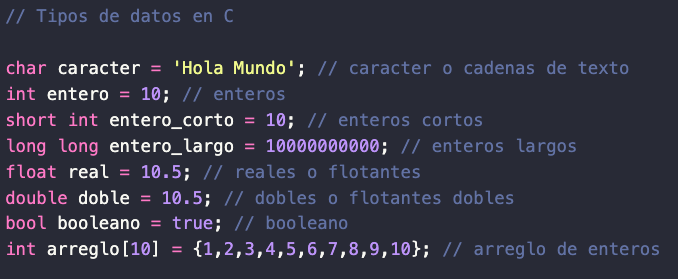 // Tipos de datos en C
char caracter = 'Hola Mundo'; // caracter o cadenas de texto
int entero = 10; // enteros
short int entero_corto = 10; // enteros cortos
long long entero_largo = 10000000000; // enteros largos
float real = 10.5; // reales o flotantes
double doble = 10.5; // dobles o flotantes dobles
bool booleano = true; // booleano
int arreglo[10] = {1,2,3,4,5,6,7,8,9,10}; // arreglo de enteros